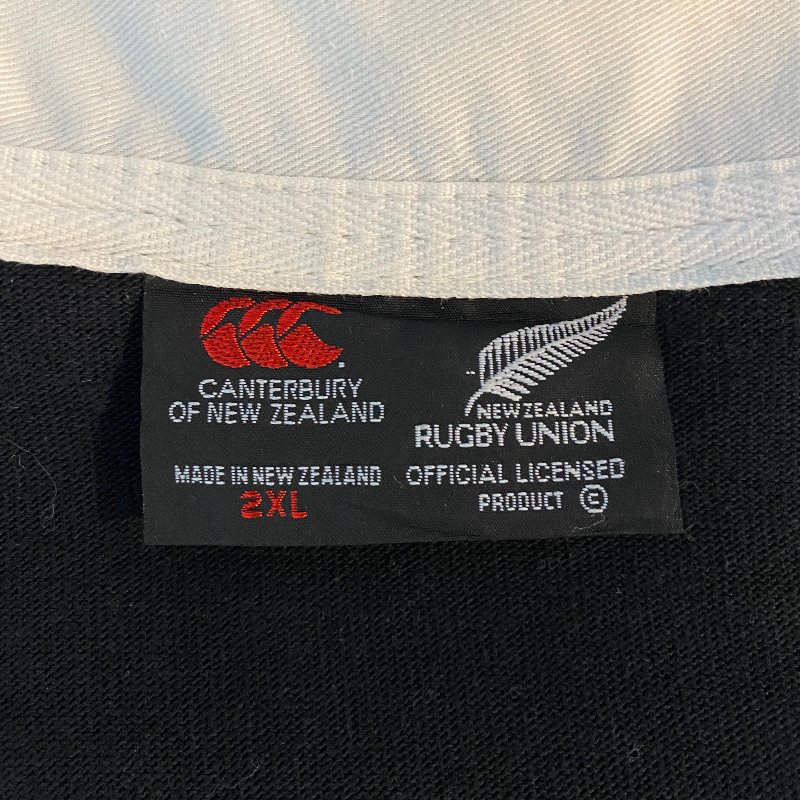 CANTERBURY
OF NEW ZEALAND
MADE IN NEW ZEALAND
2XL
NEW ZEALAND
RUGBY UNION
OFFICIAL LICENSED
PRODUCT ©